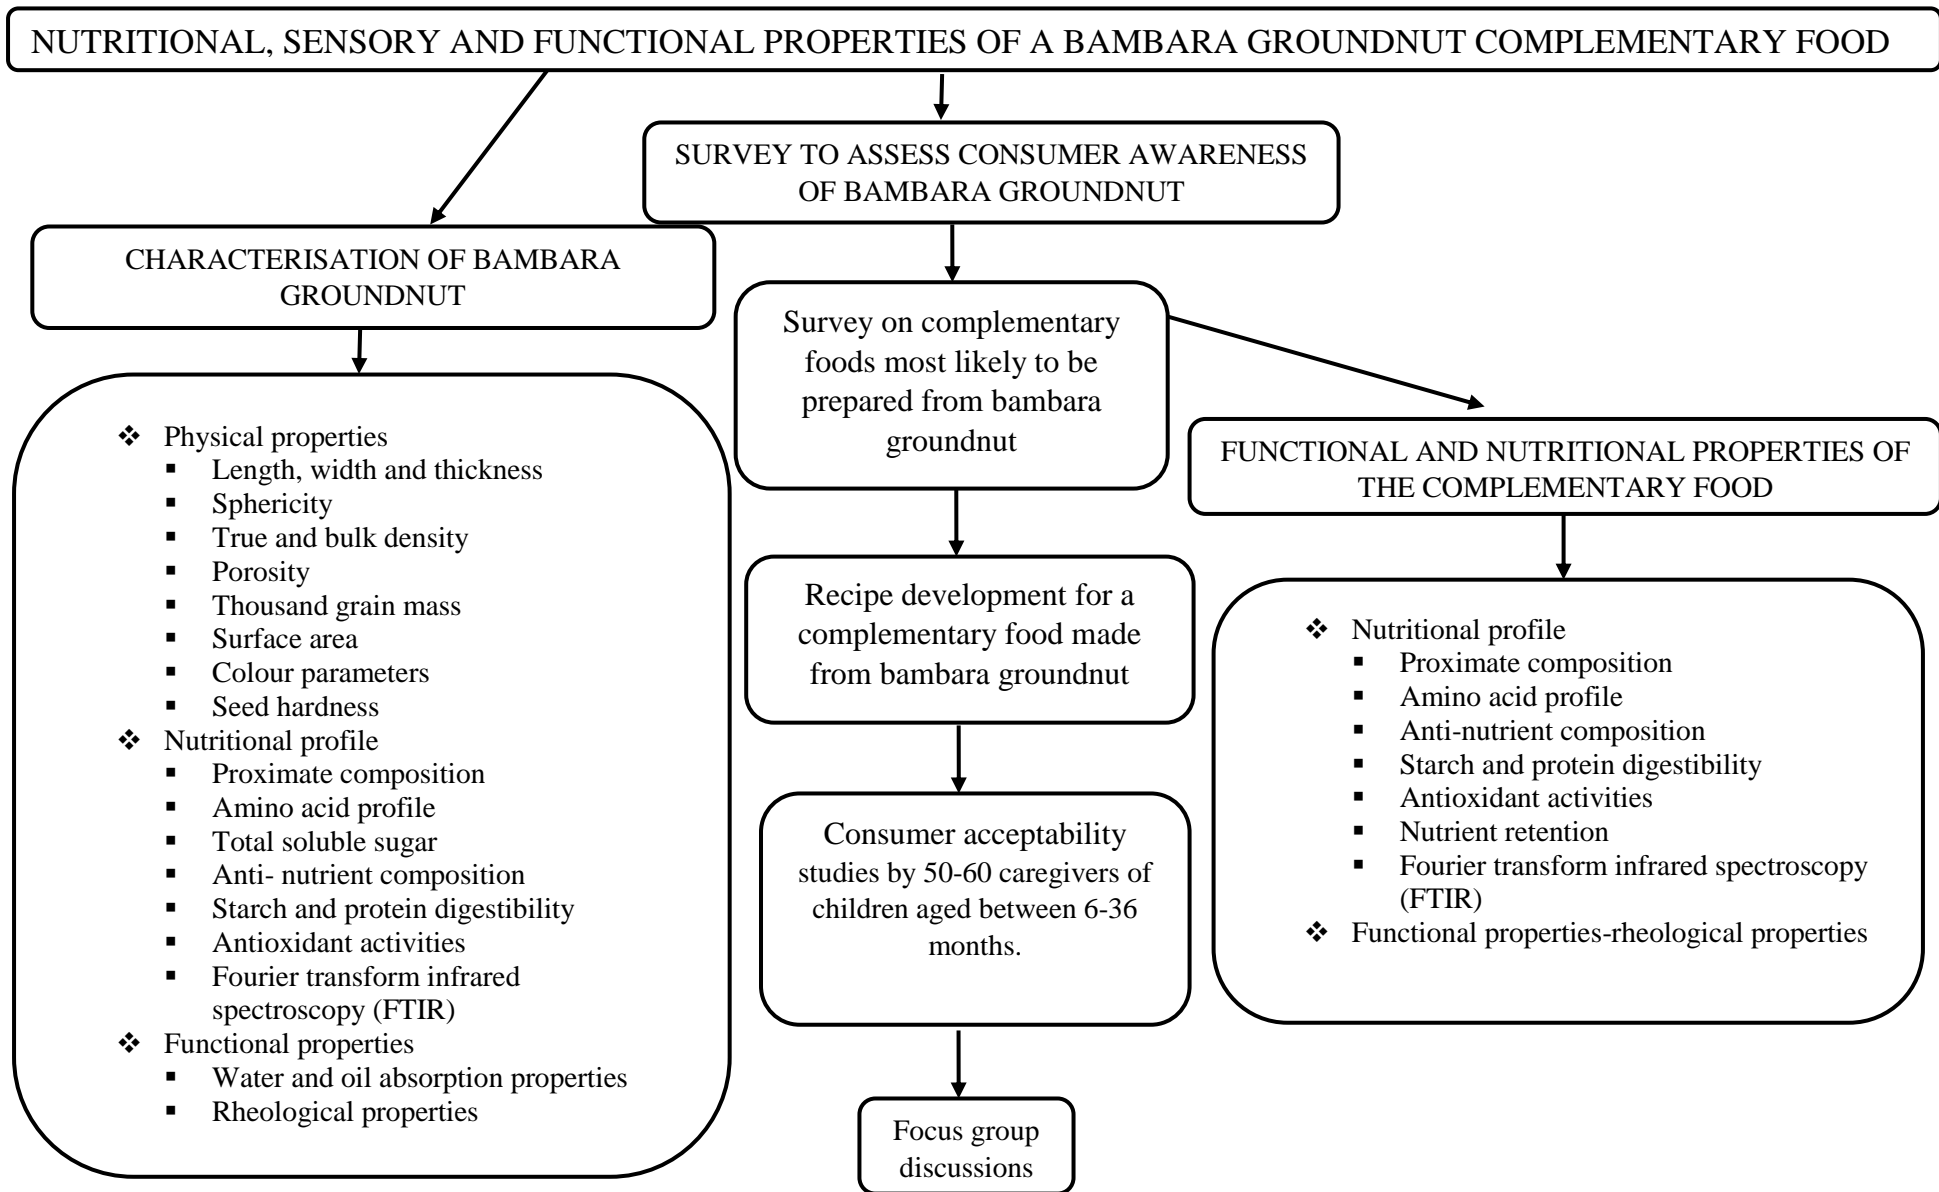 NUTRITIONAL, SENSORY AND FUNCTIONAL PROPERTIES OF A BAMBARA GROUNDNUT COMPLEMENTARY FOOD
SURVEY TO ASSESS CONSUMER AWARENESS
OF BAMBARA GROUNDNUT
CHARACTERISATION OF BAMBARA
GROUNDNUT
❖ Physical properties
▪ Length, width and thickness
▪ Sphericity
▪ True and bulk density
▪ Porosity
▪ Thousand grain mass
▪ Surface area
▪ Colour parameters
▪ Seed hardness
❖ Nutritional profile
▪ Proximate composition
▪ Amino acid profile
▪ Total soluble sugar
▪ Anti- nutrient composition
▪ Starch and protein digestibility
▪ Antioxidant activities
▪ Fourier transform infrared
spectroscopy (FTIR)
❖ Functional properties
▪ Water and oil absorption properties
▪ Rheological properties
Survey on complementary
foods most likely to be
prepared from bambara
groundnut
Recipe development for a
complementary food made
from bambara groundnut
Consumer acceptability
studies by 50-60 caregivers of
children aged between 6-36
months.
Focus group
discussions
FUNCTIONAL AND NUTRITIONAL PROPERTIES OF
THE COMPLEMENTARY FOOD
❖ Nutritional profile
▪ Proximate composition
▪ Amino acid profile
▪ Anti-nutrient composition
▪ Starch and protein digestibility
▪ Antioxidant activities
▪ Nutrient retention
▪ Fourier transform infrared spectroscopy
(FTIR)
❖ Functional properties-rheological properties